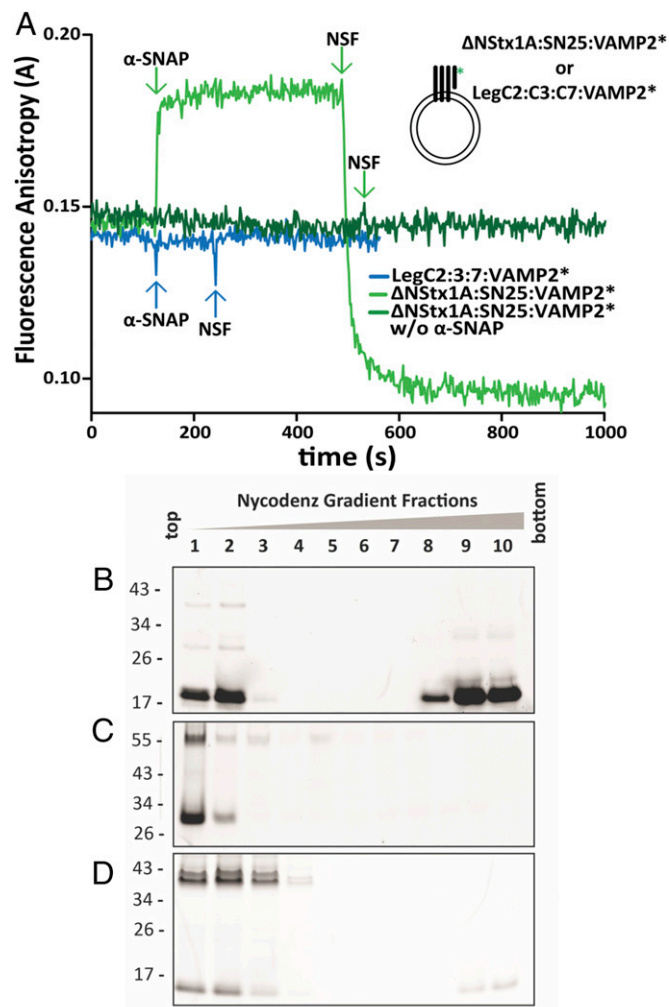 A
0.20
0.15
0.10
Fluorescence Anisotropy (A)
α-SNAP
NSF
ΔNStx1A:SN25:VAMP2*
or
LegC2:C3:C7:VAMP2*
*
NSF
α-SNAP
NSF
LegC2:3:7:VAMP2*
ΔNStx1A:SN25:VAMP2*
ΔNStx1A:SN25:VAMP2*
w/o α-SNAP
0 200 400 600 800 1000
time (s)
Nycodenz Gradient Fractions
top
bottom
1 2 3 4 5 6 7 8 9 10
B
43 -
34 -
26 -
17 -
C
55 -
43 -
34 -
26 -
D
43 -
34 -
26 -
17 -